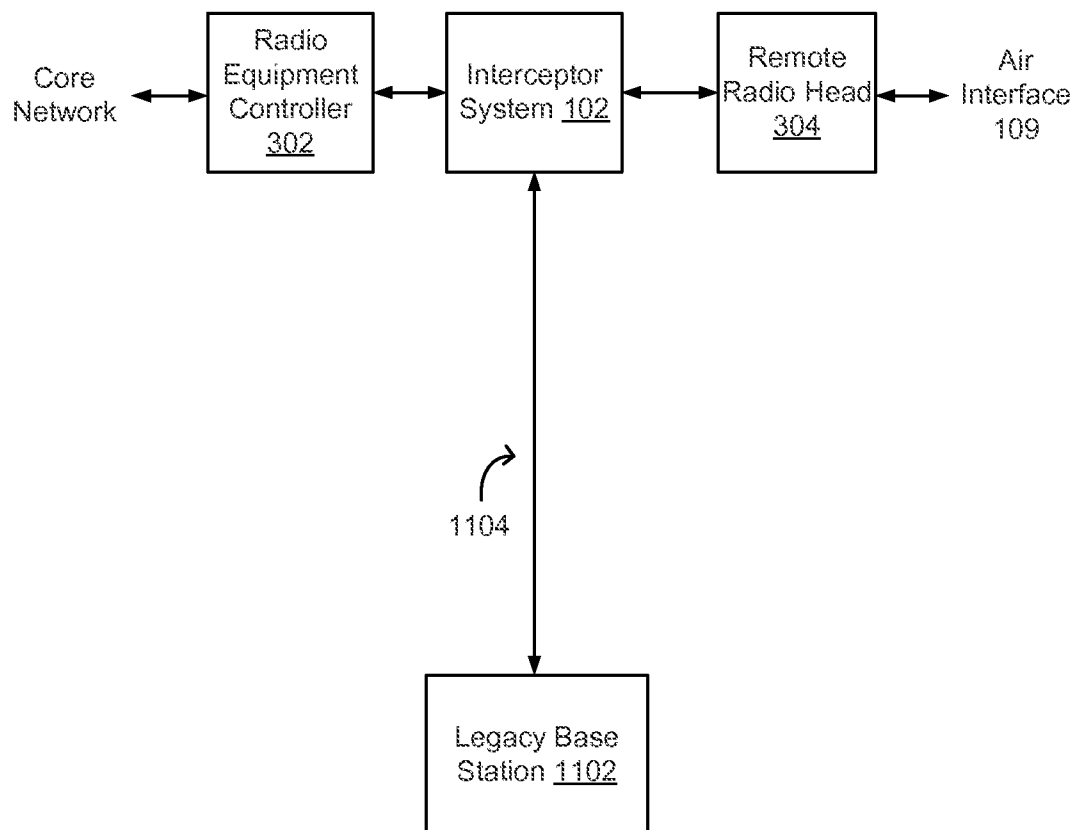 Core
Network
Radio
Equipment
Controller
302
Interceptor
System 102
Remote
Radio Head
304
Air
Interface
109
1104
Legacy Base
Station 1102